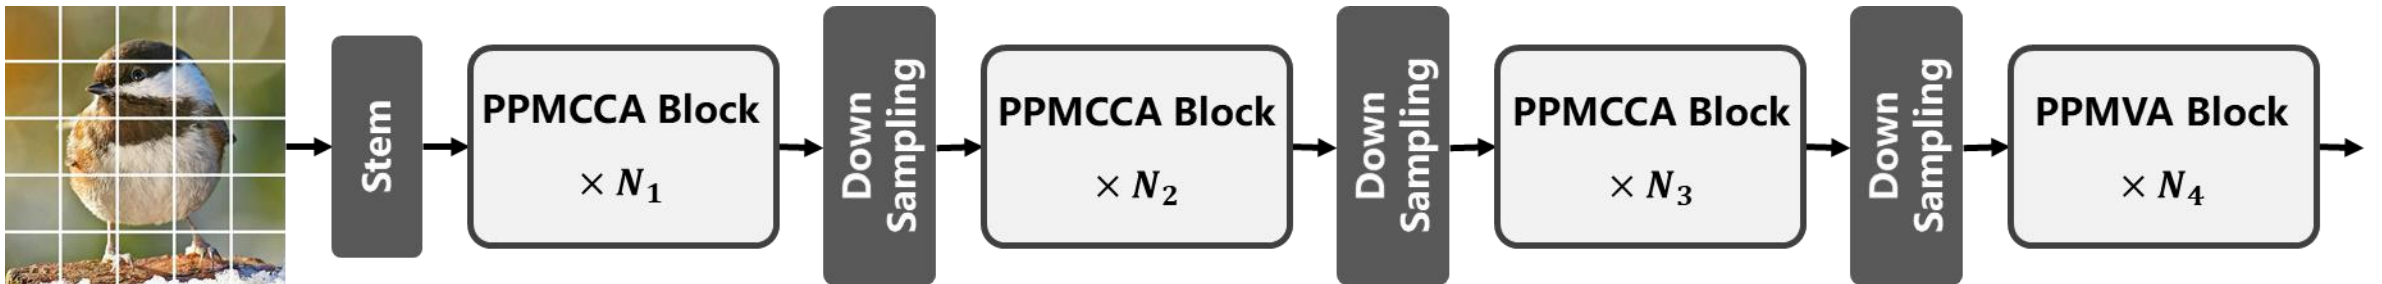 Stem
PPMCCA Block
× N₁
Down
Sampling
PPMCCA Block
× N₂
Down
Sampling
PPMCCA Block
× N₃
Down
Sampling
PPMVA Block
× N₄